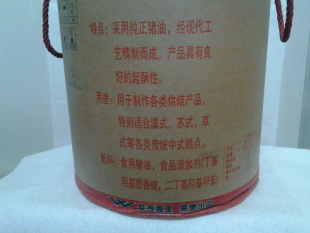 特点：采用纯正猪油，经现代工
艺精制而成。产品具有良
好的起酥性。
用途：用于制作各类烘焙产品，
特别适合滇式、苏式、京
式等各类传统中式糕点。
配料：食用猪油，食品添加剂(丁基
羟基茴香醚，二丁基羟基甲苯)